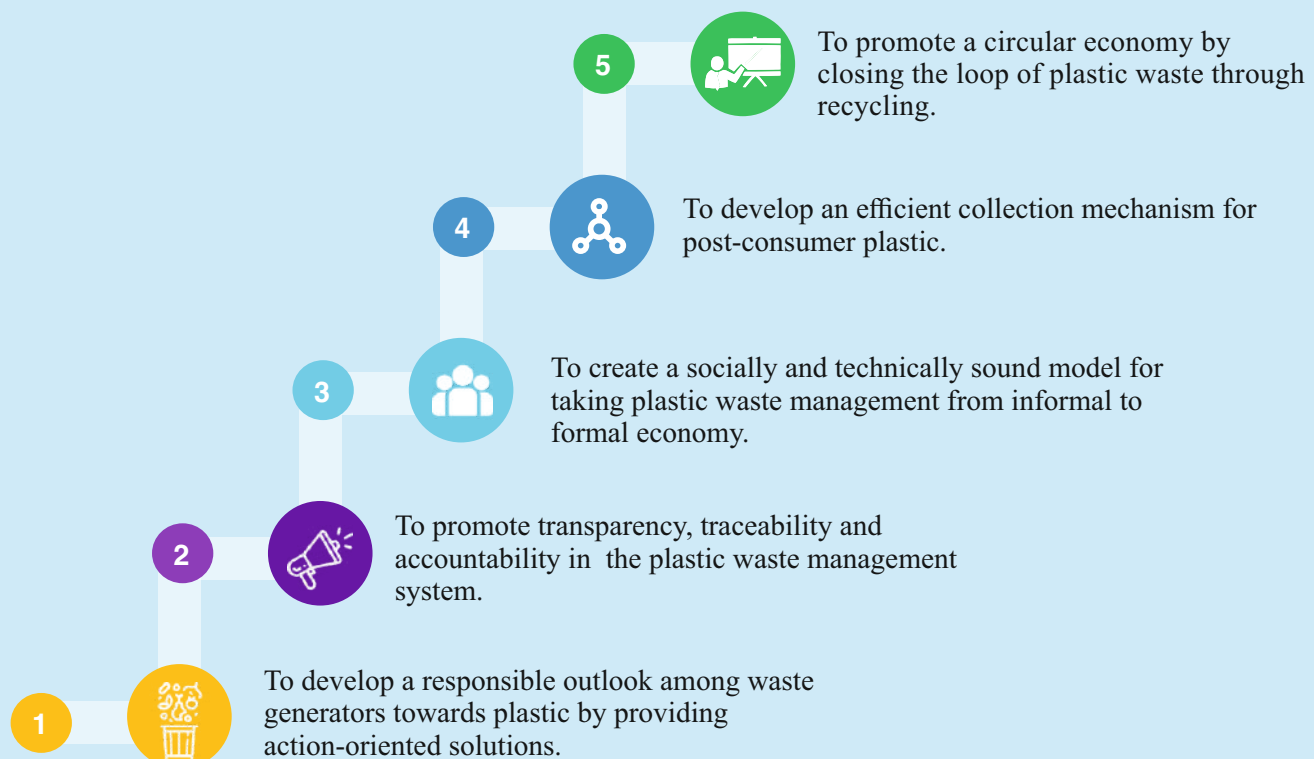 5
To promote a circular economy by
closing the loop of plastic waste through
recycling.
4
To develop an efficient collection mechanism for
post-consumer plastic.
3
To create a socially and technically sound model for
taking plastic waste management from informal to
formal economy.
2
To promote transparency, traceability and
accountability in  the plastic waste management
system.
1
To develop a responsible outlook among waste
generators towards plastic by providing
action-oriented solutions.